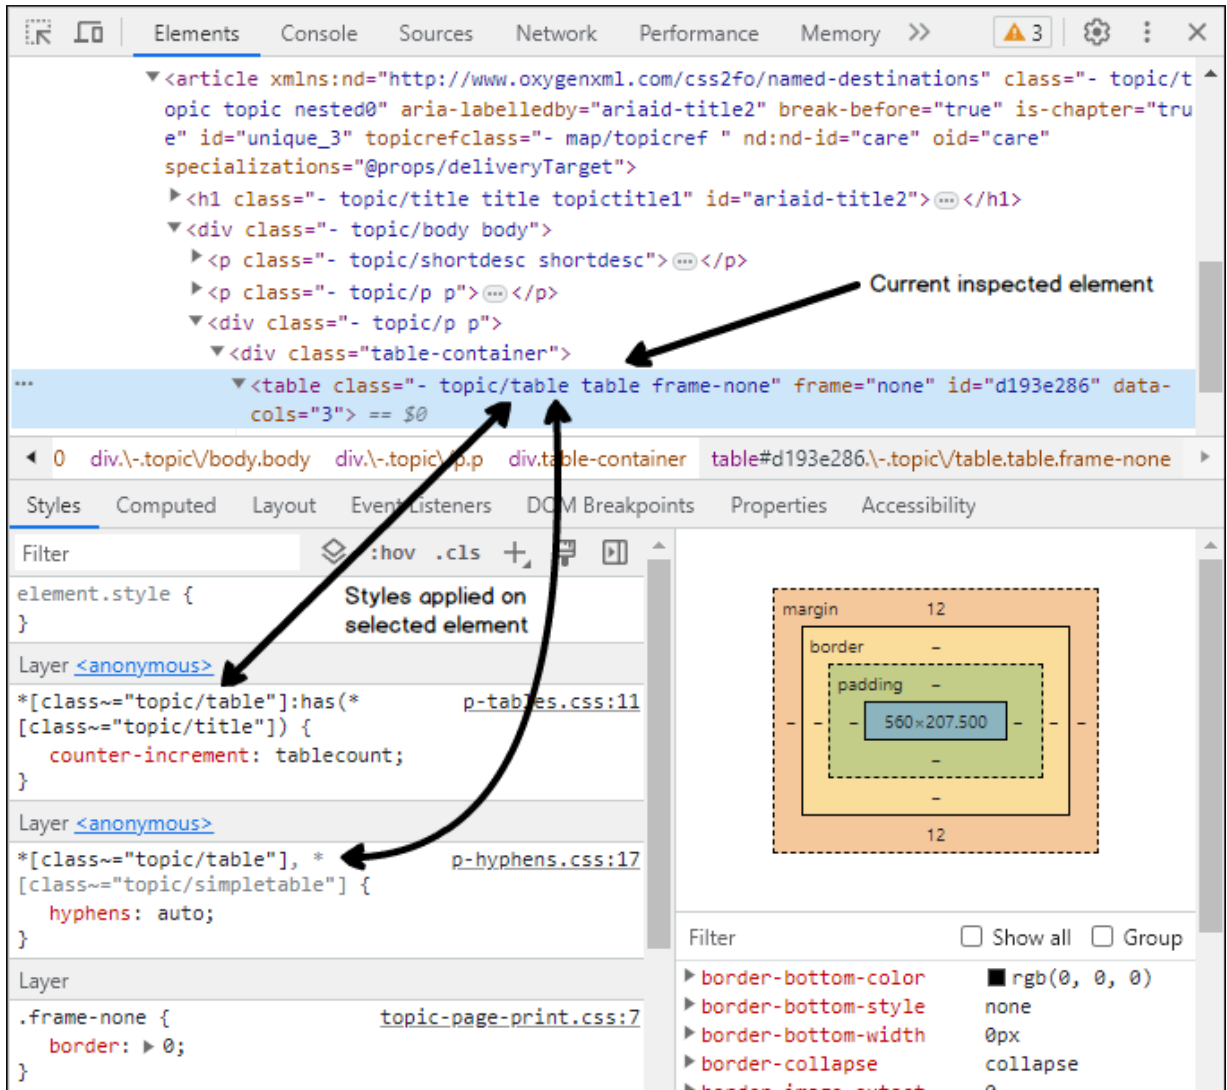 Elements Console Sources Network Performance Memory >> 3
▼<article xmlns:nd="http://www.oxygenxml.com/css2fo/named-destinations" class="- topic/t
opic topic nested0" aria-labelledby="ariaid-title2" break-before="true" is-chapter="tru
e" id="unique_3" topicrefclass="- map/topicref " nd:nd-id="care" oid="care"
specializations="@props/deliveryTarget">
▶<h1 class="- topic/title title topictitle1" id="ariaid-title2">…</h1>
▼<div class="- topic/body body">
▶<p class="- topic/shortdesc shortdesc">…</p>
Current inspected element
▶<p class="- topic/p p">…</p>
▼<div class="- topic/p p">
▼<div class="table-container">
… ▼<table class="- topic/table table frame-none" frame="none" id="d193e286" data-
cols="3"> == $0
0 div.\-.topic\/body.body div.\-.topic\/p.p div.table-container table#d193e286.\-.topic\/table.table.frame-none
Styles Computed Layout Event Listeners DOM Breakpoints Properties Accessibility
Filter :hov .cls
element.style {
}
Styles applied on
selected element
Layer <anonymous>
*[class~="topic/table"]:has(* p-tables.css:11
[class~="topic/title"]) {
counter-increment: tablecount;
}
Layer <anonymous>
*[class~="topic/table"], * p-hyphens.css:17
[class~="topic/simpletable"] {
hyphens: auto;
}
Layer
.frame-none { topic-page-print.css:7
border: ▶ 0;
}
margin 12
border –
padding –
– – – 560×207.500 – – –
–
–
12
Filter Show all Group
▶ border-bottom-color rgb(0, 0, 0)
▶ border-bottom-style none
▶ border-bottom-width 0px
▶ border-collapse collapse